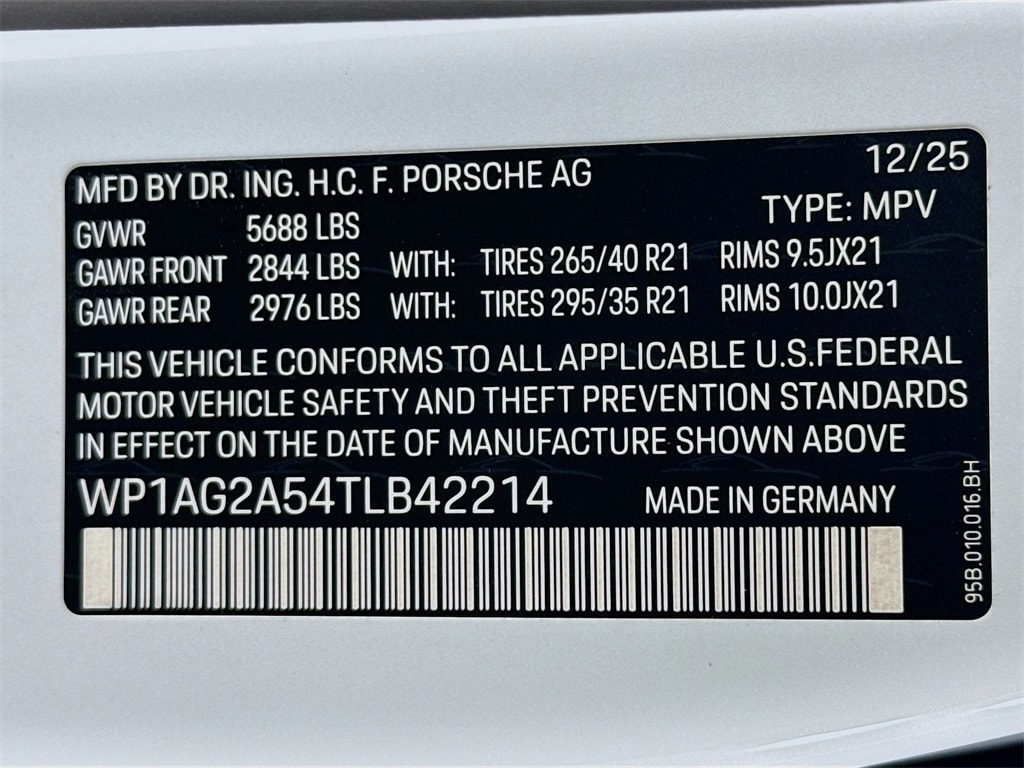 MFD BY DR. ING. H.C. F. PORSCHE AG 12/25
GVWR 5688 LBS TYPE: MPV
GAWR FRONT 2844 LBS WITH: TIRES 265/40 R21 RIMS 9.5JX21
GAWR REAR 2976 LBS WITH: TIRES 295/35 R21 RIMS 10.0JX21
THIS VEHICLE CONFORMS TO ALL APPLICABLE U.S.FEDERAL
MOTOR VEHICLE SAFETY AND THEFT PREVENTION STANDARDS
IN EFFECT ON THE DATE OF MANUFACTURE SHOWN ABOVE
WP1AG2A54TLB42214 MADE IN GERMANY
95B.010.016.BH